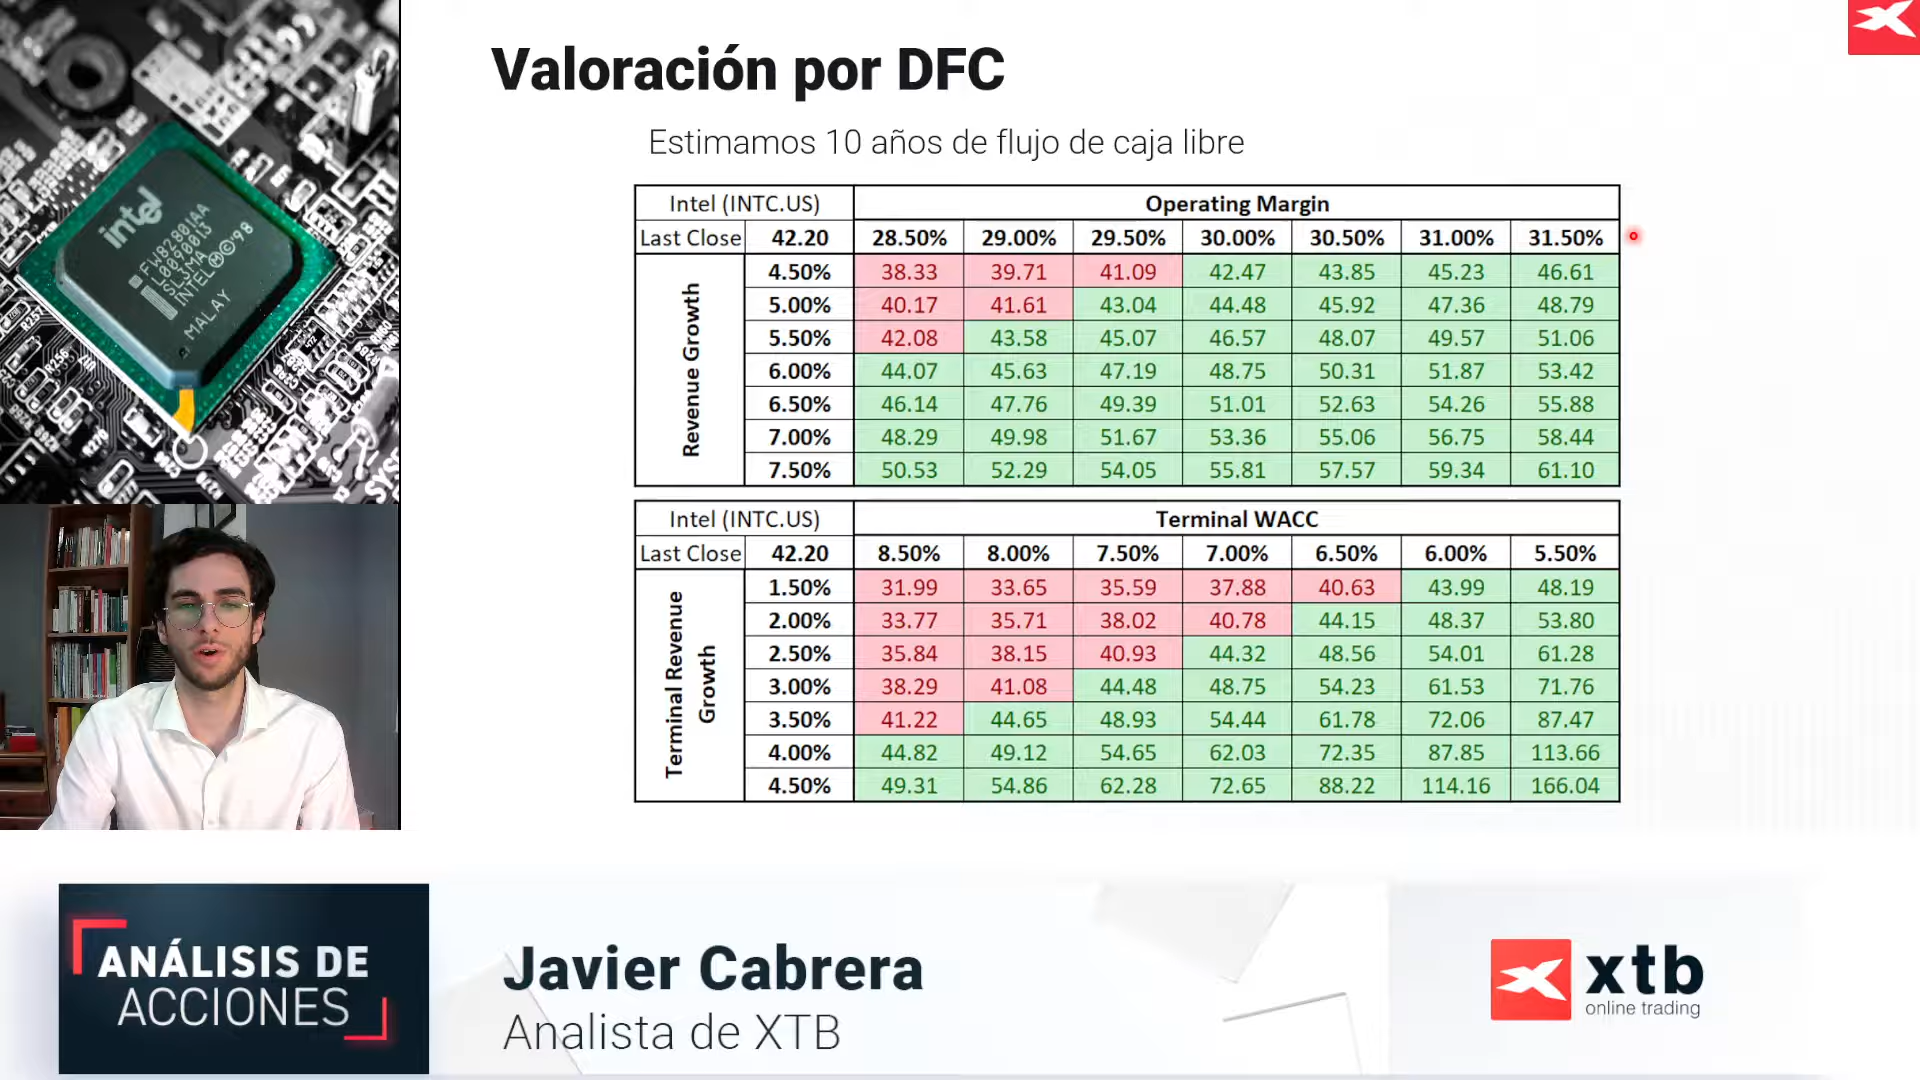 Valoración por DFC
Estimamos 10 años de flujo de caja libre
Intel (INTC.US) Operating Margin
Last Close 42.20 28.50% 29.00% 29.50% 30.00% 30.50% 31.00% 31.50%
Revenue Growth
4.50% 38.33 39.71 41.09 42.47 43.85 45.23 46.61
5.00% 40.17 41.61 43.04 44.48 45.92 47.36 48.79
5.50% 42.08 43.58 45.07 46.57 48.07 49.57 51.06
6.00% 44.07 45.63 47.19 48.75 50.31 51.87 53.42
6.50% 46.14 47.76 49.39 51.01 52.63 54.26 55.88
7.00% 48.29 49.98 51.67 53.36 55.06 56.75 58.44
7.50% 50.53 52.29 54.05 55.81 57.57 59.34 61.10
Intel (INTC.US) Terminal WACC
Last Close 42.20 8.50% 8.00% 7.50% 7.00% 6.50% 6.00% 5.50%
Terminal Revenue
Growth
1.50% 31.99 33.65 35.59 37.88 40.63 43.99 48.19
2.00% 33.77 35.71 38.02 40.78 44.15 48.37 53.80
2.50% 35.84 38.15 40.93 44.32 48.56 54.01 61.28
3.00% 38.29 41.08 44.48 48.75 54.23 61.53 71.76
3.50% 41.22 44.65 48.93 54.44 61.78 72.06 87.47
4.00% 44.82 49.12 54.65 62.03 72.35 87.85 113.66
4.50% 49.31 54.86 62.28 72.65 88.22 114.16 166.04
intel
FW82801AA
L0090013
SL3MA
INTEL Ⓜ©'98
MALAY
R257
R256
ANÁLISIS DE
ACCIONES
Javier Cabrera
Analista de XTB
xtb
online trading